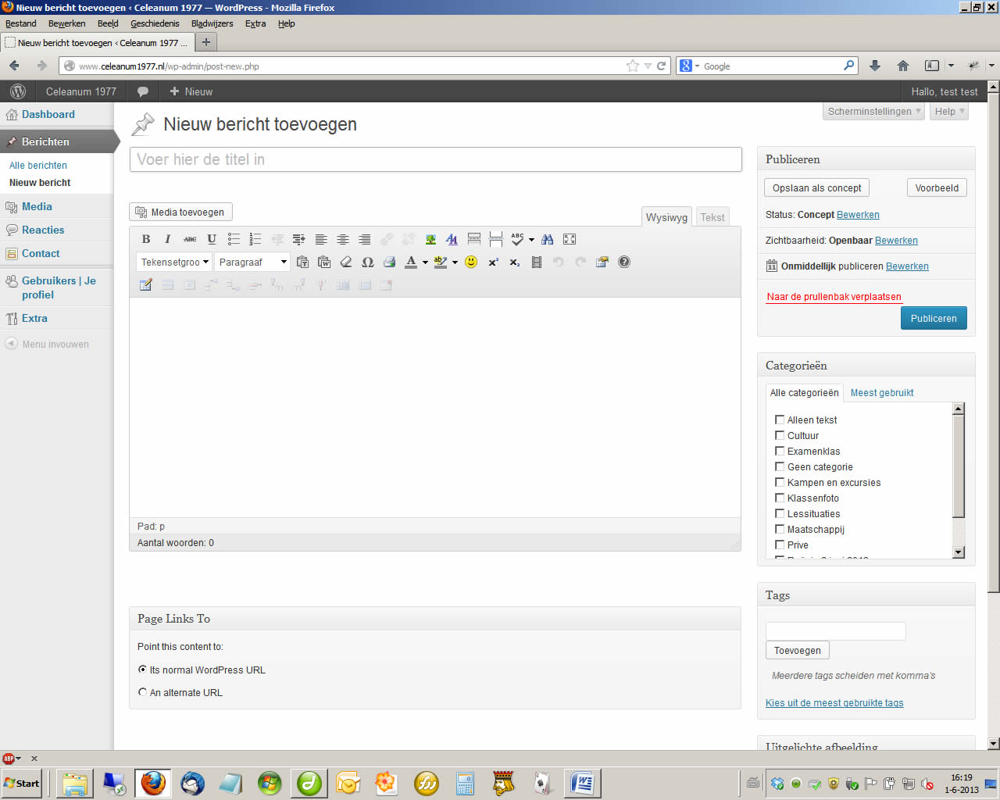 Nieuw bericht toevoegen ‹ Celeanum 1977 — WordPress - Mozilla Firefox
Bestand Bewerken Beeld Geschiedenis Bladwijzers Extra Help
Nieuw bericht toevoegen ‹ Celeanum 1977 ...
www.celeanum1977.nl/wp-admin/post-new.php
Google
Celeanum 1977
Nieuw
Hallo, test test
Dashboard
Berichten
Alle berichten
Nieuw bericht
Media
Reacties
Contact
Gebruikers | Je
profiel
Extra
Menu invouwen
Scherminstellingen
Help
Nieuw bericht toevoegen
Voer hier de titel in
Media toevoegen
Wysiwyg
Tekst
B I ABC U
ABC
Tekensetgroo
Paragraaf
Pad: p
Aantal woorden: 0
Page Links To
Point this content to:
Its normal WordPress URL
An alternate URL
Publiceren
Opslaan als concept
Voorbeeld
Status: Concept Bewerken
Zichtbaarheid: Openbaar Bewerken
Onmiddellijk publiceren Bewerken
Naar de prullenbak verplaatsen
Publiceren
Categorieën
Alle categorieën
Meest gebruikt
Alleen tekst
Cultuur
Examenklas
Geen categorie
Kampen en excursies
Klassenfoto
Lessituaties
Maatschappij
Prive
Tags
Toevoegen
Meerdere tags scheiden met komma's
Kies uit de meest gebruikte tags
Uitgelichte afbeelding
ABP
Start
16:19
1-6-2013